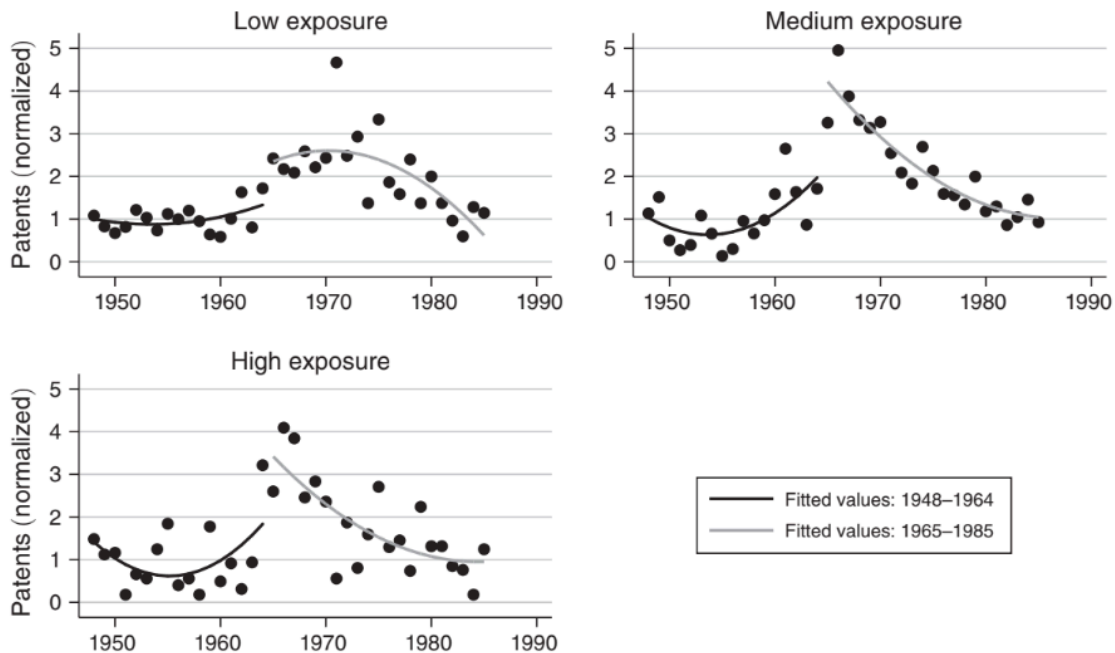 Low exposure
Patents (normalized)
5
4
3
2
1
0
1950 1960 1970 1980 1990
Medium exposure
5
4
3
2
1
0
1950 1960 1970 1980 1990
High exposure
Patents (normalized)
5
4
3
2
1
0
1950 1960 1970 1980 1990
Fitted values: 1948–1964
Fitted values: 1965–1985